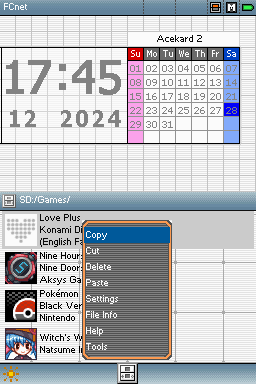 FCnet
M
Acekard 2
17:45
12 2024
Su Mo Tu We Th Fr Sa
01 02 03 04 05 06 07
08 09 10 11 12 13 14
15 16 17 18 19 20 21
22 23 24 25 26 27 28
29 30 31
SD:/Games/
Love Plus
Konami Di
(English Fa
Nine Hours
Nine Doors
Aksys Ga
Pokémon
Black Ver
Nintendo
Witch's W
Natsume In
Copy
Cut
Delete
Paste
Settings
File Info
Help
Tools